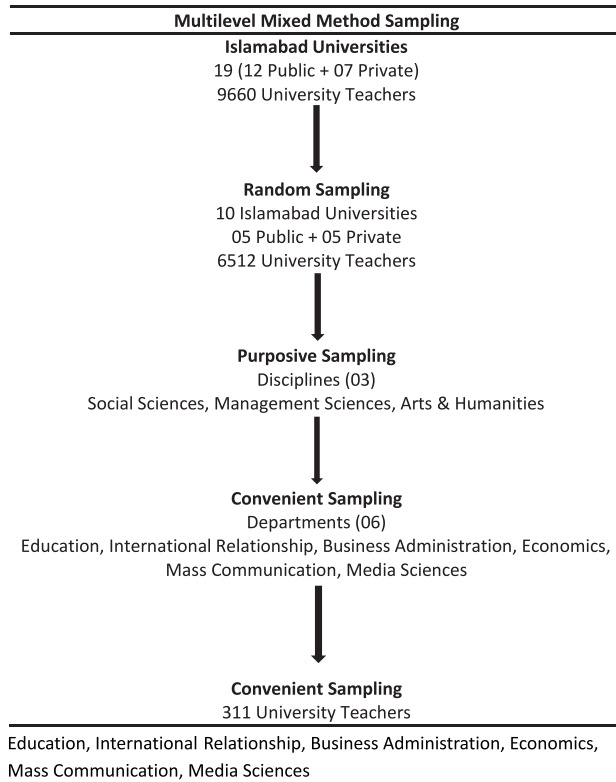 Multilevel Mixed Method Sampling
Islamabad Universities
19 (12 Public + 07 Private)
9660 University Teachers
Random Sampling
10 Islamabad Universities
05 Public + 05 Private
6512 University Teachers
Purposive Sampling
Disciplines (03)
Social Sciences, Management Sciences, Arts & Humanities
Convenient Sampling
Departments (06)
Education, International Relationship, Business Administration, Economics,
Mass Communication, Media Sciences
Convenient Sampling
311 University Teachers
Education, International Relationship, Business Administration, Economics,
Mass Communication, Media Sciences